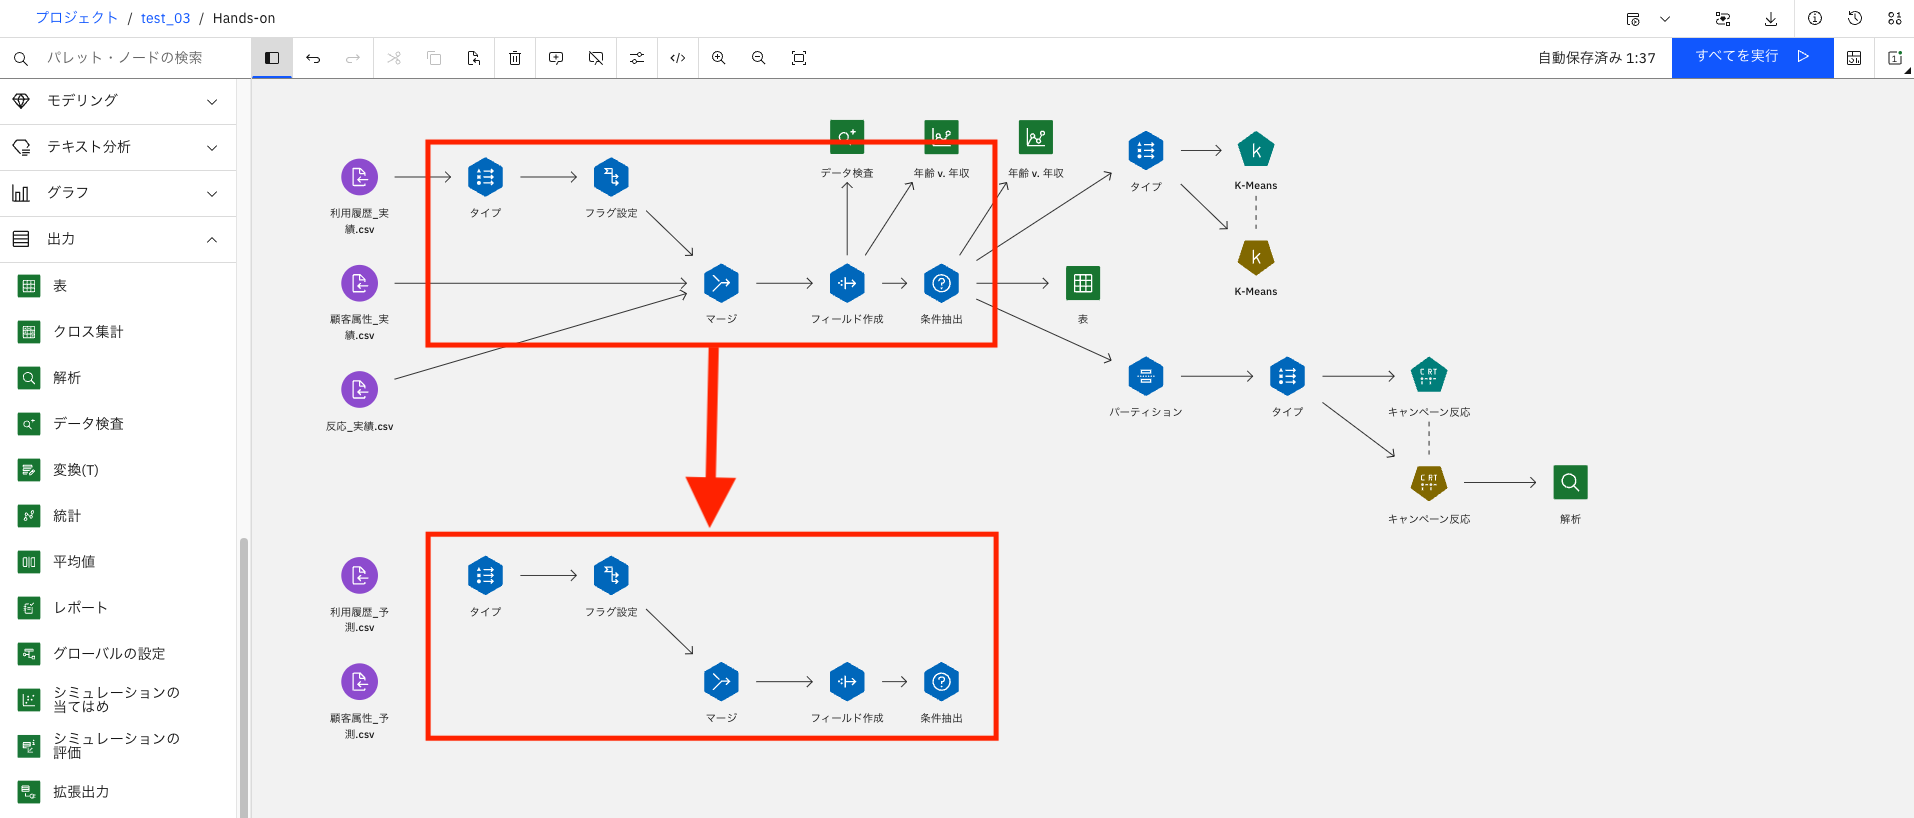 プロジェクト / test_03 / Hands-on
パレット・ノードの検索
自動保存済み 1:37
すべてを実行
モデリング
テキスト分析
グラフ
出力
表
クロス集計
解析
データ検査
変換(T)
統計
平均値
レポート
グローバルの設定
シミュレーションの
当てはめ
シミュレーションの
評価
拡張出力
データ検査
年齢 v. 年収
年齢 v. 年収
タイプ
K-Means
K-Means
利用履歴_実
績.csv
タイプ
フラグ設定
顧客属性_実
績.csv
マージ
フィールド作成
条件抽出
表
反応_実績.csv
パーティション
タイプ
キャンペーン反応
キャンペーン反応
解析
利用履歴_予
測.csv
タイプ
フラグ設定
顧客属性_予
測.csv
マージ
フィールド作成
条件抽出